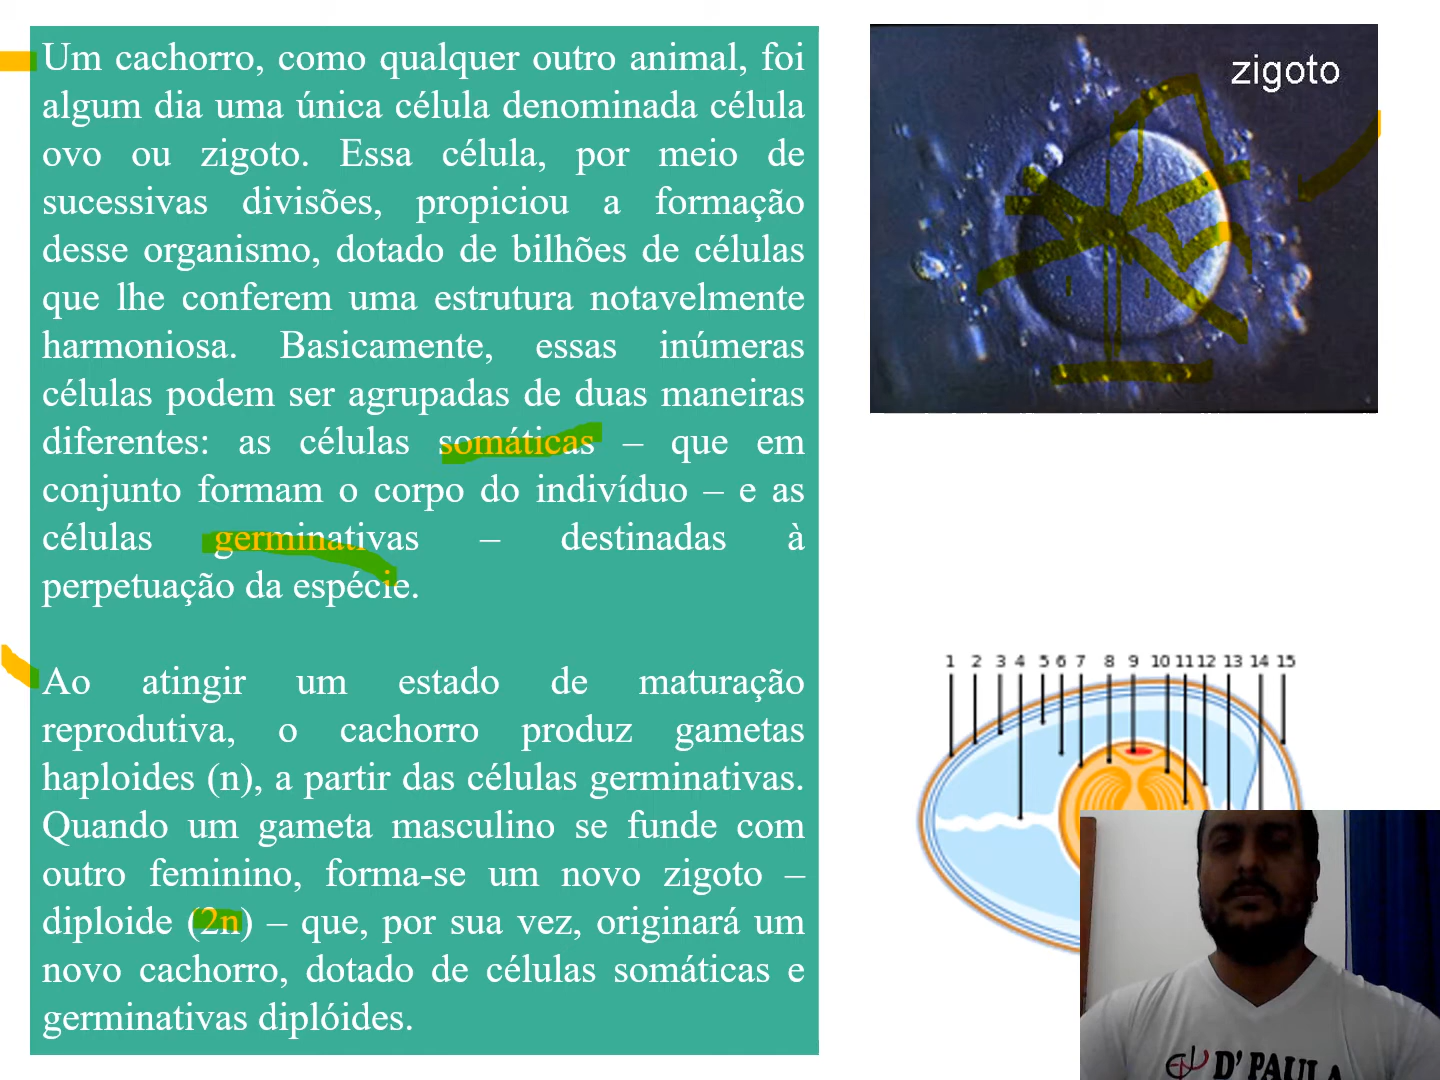 Um cachorro, como qualquer outro animal, foi
algum dia uma única célula denominada célula
ovo ou zigoto. Essa célula, por meio de
sucessivas divisões, propiciou a formação
desse organismo, dotado de bilhões de células
que lhe conferem uma estrutura notavelmente
harmoniosa. Basicamente, essas inúmeras
células podem ser agrupadas de duas maneiras
diferentes: as células somáticas – que em
conjunto formam o corpo do indivíduo – e as
células germinativas – destinadas à
perpetuação da espécie.
Ao atingir um estado de maturação
reprodutiva, o cachorro produz gametas
haploides (n), a partir das células germinativas.
Quando um gameta masculino se funde com
outro feminino, forma-se um novo zigoto –
diploide (2n) – que, por sua vez, originará um
novo cachorro, dotado de células somáticas e
germinativas diplóides.
zigoto
1 2 3 4 5 6 7 8 9 10 11 12 13 14 15
D' PAULA